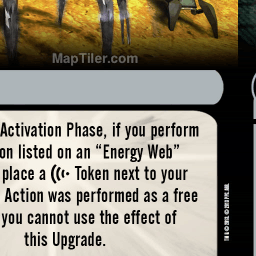 MapTiler.com
Activation Phase, if you perform
on listed on an “Energy Web”
place a Token next to your
Action was performed as a free
you cannot use the effect of
this Upgrade.